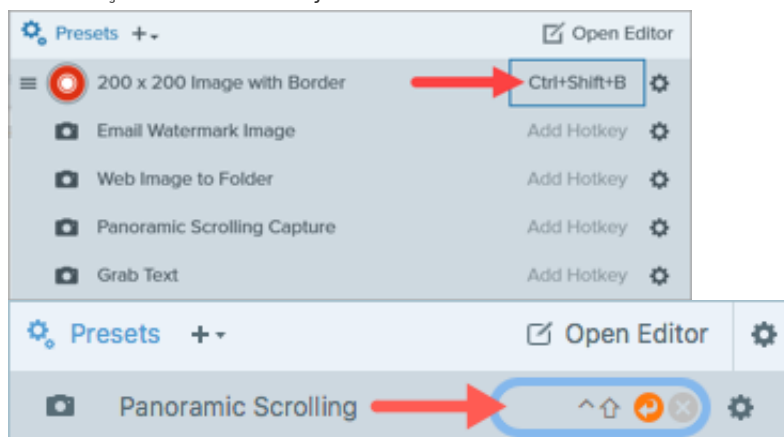 Presets
Open Editor
200 x 200 Image with Border Ctrl+Shift+B
Email Watermark Image Add Hotkey
Web Image to Folder Add Hotkey
Panoramic Scrolling Capture Add Hotkey
Grab Text Add Hotkey
Presets
Open Editor
Panoramic Scrolling